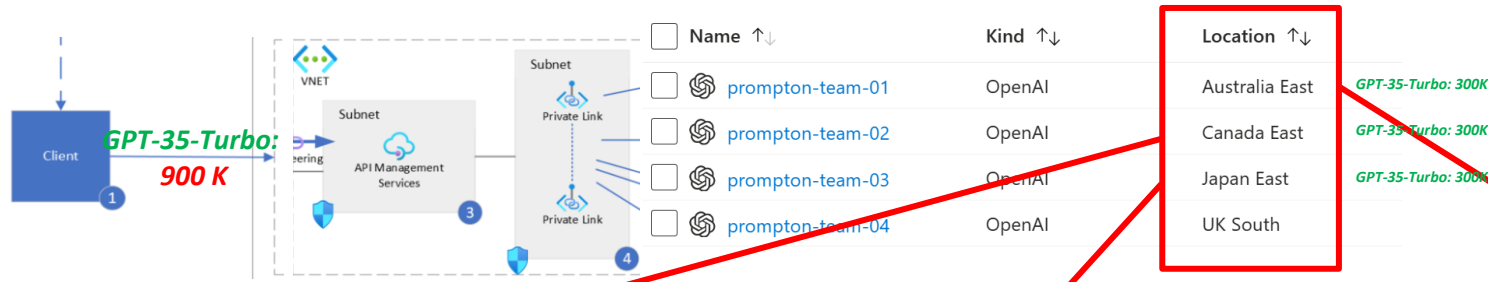 Client
1
GPT-35-Turbo:
900 K
VNET
eering
Subnet
API Management
Services
3
Subnet
Private Link
Private Link
4
Name ↑↓ Kind ↑↓ Location ↑↓
prompton-team-01 OpenAI Australia East GPT-35-Turbo: 300K
prompton-team-02 OpenAI Canada East GPT-35-Turbo: 300K
prompton-team-03 OpenAI Japan East GPT-35-Turbo: 300K
prompton-team-04 OpenAI UK South